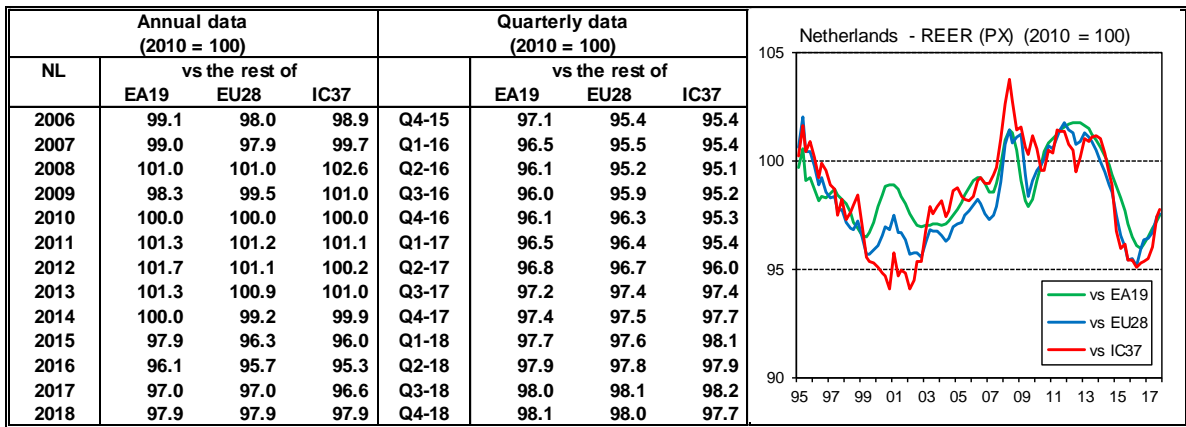 Annual data Quarterly data
(2010 = 100) (2010 = 100)
NL vs the rest of vs the rest of
EA19 EU28 IC37 EA19 EU28 IC37
2006 99.1 98.0 98.9 Q4-15 97.1 95.4 95.4
2007 99.0 97.9 99.7 Q1-16 96.5 95.5 95.4
2008 101.0 101.0 102.6 Q2-16 96.1 95.2 95.1
2009 98.3 99.5 101.0 Q3-16 96.0 95.9 95.2
2010 100.0 100.0 100.0 Q4-16 96.1 96.3 95.3
2011 101.3 101.2 101.1 Q1-17 96.5 96.4 95.4
2012 101.7 101.1 100.2 Q2-17 96.8 96.7 96.0
2013 101.3 100.9 101.0 Q3-17 97.2 97.4 97.4
2014 100.0 99.2 99.9 Q4-17 97.4 97.5 97.7
2015 97.9 96.3 96.0 Q1-18 97.7 97.6 98.1
2016 96.1 95.7 95.3 Q2-18 97.9 97.8 97.9
2017 97.0 97.0 96.6 Q3-18 98.0 98.1 98.2
2018 97.9 97.9 97.9 Q4-18 98.1 98.0 97.7
Netherlands - REER (PX) (2010 = 100)
105
100
95
90
vs EA19
vs EU28
vs IC37
95 97 99 01 03 05 07 09 11 13 15 17